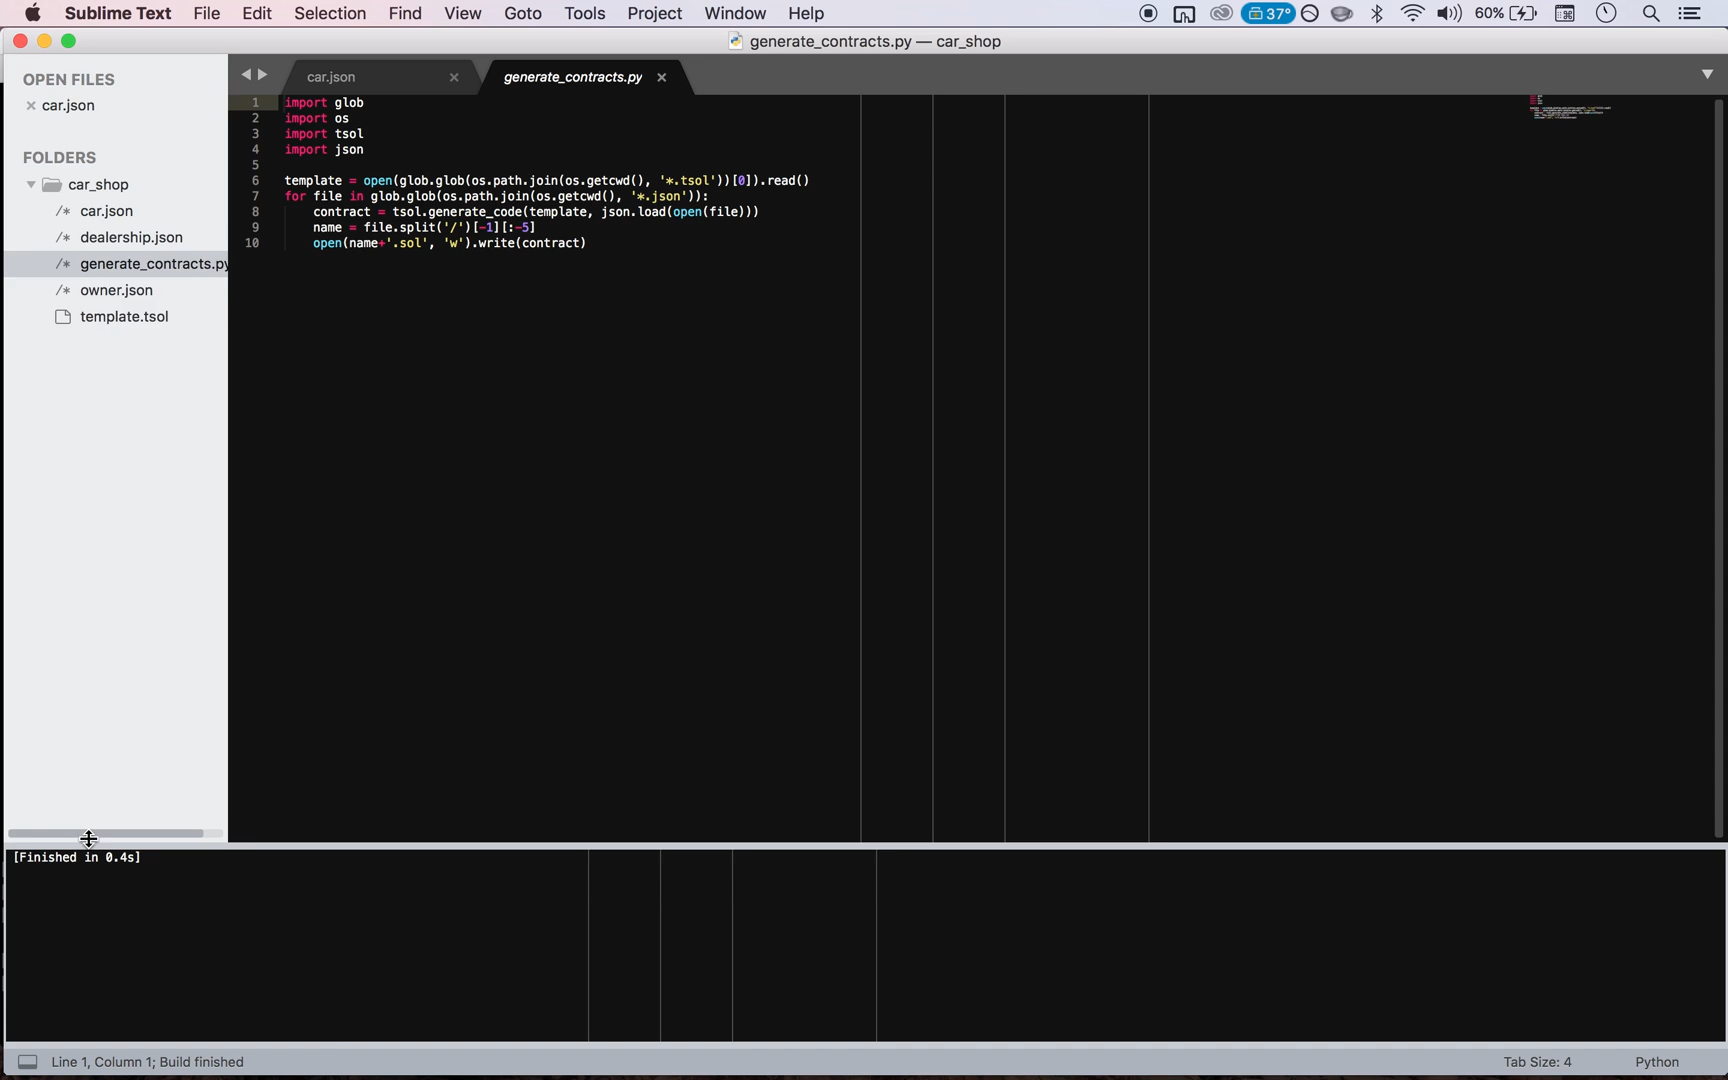 Sublime Text File Edit Selection Find View Goto Tools Project Window Help 37° 60%
generate_contracts.py — car_shop
OPEN FILES
car.json
FOLDERS
car_shop
/* car.json
/* dealership.json
/* generate_contracts.py
/* owner.json
template.tsol
car.json
generate_contracts.py
1 import glob
2 import os
3 import tsol
4 import json
5
6 template = open(glob.glob(os.path.join(os.getcwd(), '*.tsol'))[0]).read()
7 for file in glob.glob(os.path.join(os.getcwd(), '*.json')):
8 contract = tsol.generate_code(template, json.load(open(file)))
9 name = file.split('/')[-1][:-5]
10 open(name+'.sol', 'w').write(contract)
[Finished in 0.4s]
Line 1, Column 1; Build finished
Tab Size: 4
Python